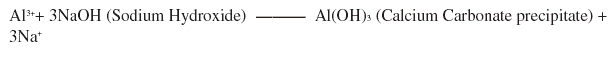 Al³⁺+ 3NaOH (Sodium Hydroxide) ——— Al(OH)₃ (Calcium Carbonate precipitate) +
3Na⁺